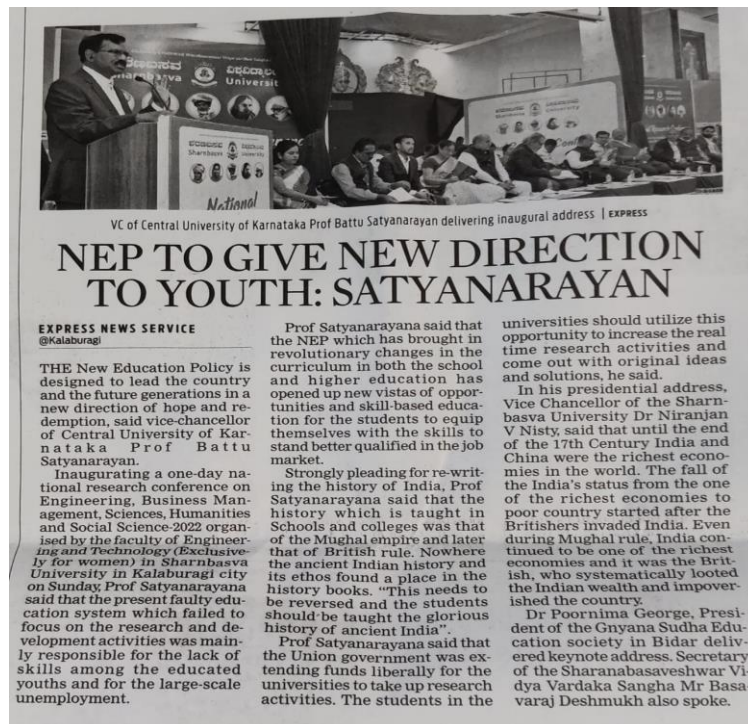 ಶರಣಬಸವ
Sharnbasva
ವಿಶ್ವವಿದ್ಯಾಲಯ
University
ಶರಣಬಸವ
Sharnbasva
University
National
VC of Central University of Karnataka Prof Battu Satyanarayan delivering inaugural address | EXPRESS
NEP TO GIVE NEW DIRECTION
TO YOUTH: SATYANARAYAN
EXPRESS NEWS SERVICE
@Kalaburagi
THE New Education Policy is
designed to lead the country
and the future generations in a
new direction of hope and re-
demption, said vice-chancellor
of Central University of Kar-
nataka Prof Battu
Satyanarayan.
Inaugurating a one-day na-
tional research conference on
Engineering, Business Man-
agement, Sciences, Humanities
and Social Science-2022 organ-
ised by the faculty of Engineer-
ing and Technology (Exclusive-
ly for women) in Sharnbasva
University in Kalaburagi city
on Sunday, Prof Satyanarayana
said that the present faulty edu-
cation system which failed to
focus on the research and de-
velopment activities was main-
ly responsible for the lack of
skills among the educated
youths and for the large-scale
unemployment.
Prof Satyanarayana said that
the NEP which has brought in
revolutionary changes in the
curriculum in both the school
and higher education has
opened up new vistas of oppor-
tunities and skill-based educa-
tion for the students to equip
themselves with the skills to
stand better qualified in the job
market.
Strongly pleading for re-writ-
ing the history of India, Prof
Satyanarayana said that the
history which is taught in
Schools and colleges was that
of the Mughal empire and later
that of British rule. Nowhere
the ancient Indian history and
its ethos found a place in the
history books. “This needs to
be reversed and the students
should be taught the glorious
history of ancient India”.
Prof Satyanarayana said that
the Union government was ex-
tending funds liberally for the
universities to take up research
activities. The students in the
universities should utilize this
opportunity to increase the real
time research activities and
come out with original ideas
and solutions, he said.
In his presidential address,
Vice Chancellor of the Sharn-
basva University Dr Niranjan
V Nisty, said that until the end
of the 17th Century India and
China were the richest econo-
mies in the world. The fall of
the India's status from the one
of the richest economies to
poor country started after the
Britishers invaded India. Even
during Mughal rule, India con-
tinued to be one of the richest
economies and it was the Brit-
ish, who systematically looted
the Indian wealth and impover-
ished the country.
Dr Poornima George, Presi-
dent of the Gnyana Sudha Edu-
cation society in Bidar deliv-
ered keynote address. Secretary
of the Sharanabasaveshwar Vi-
dya Vardaka Sangha Mr Basa-
varaj Deshmukh also spoke.